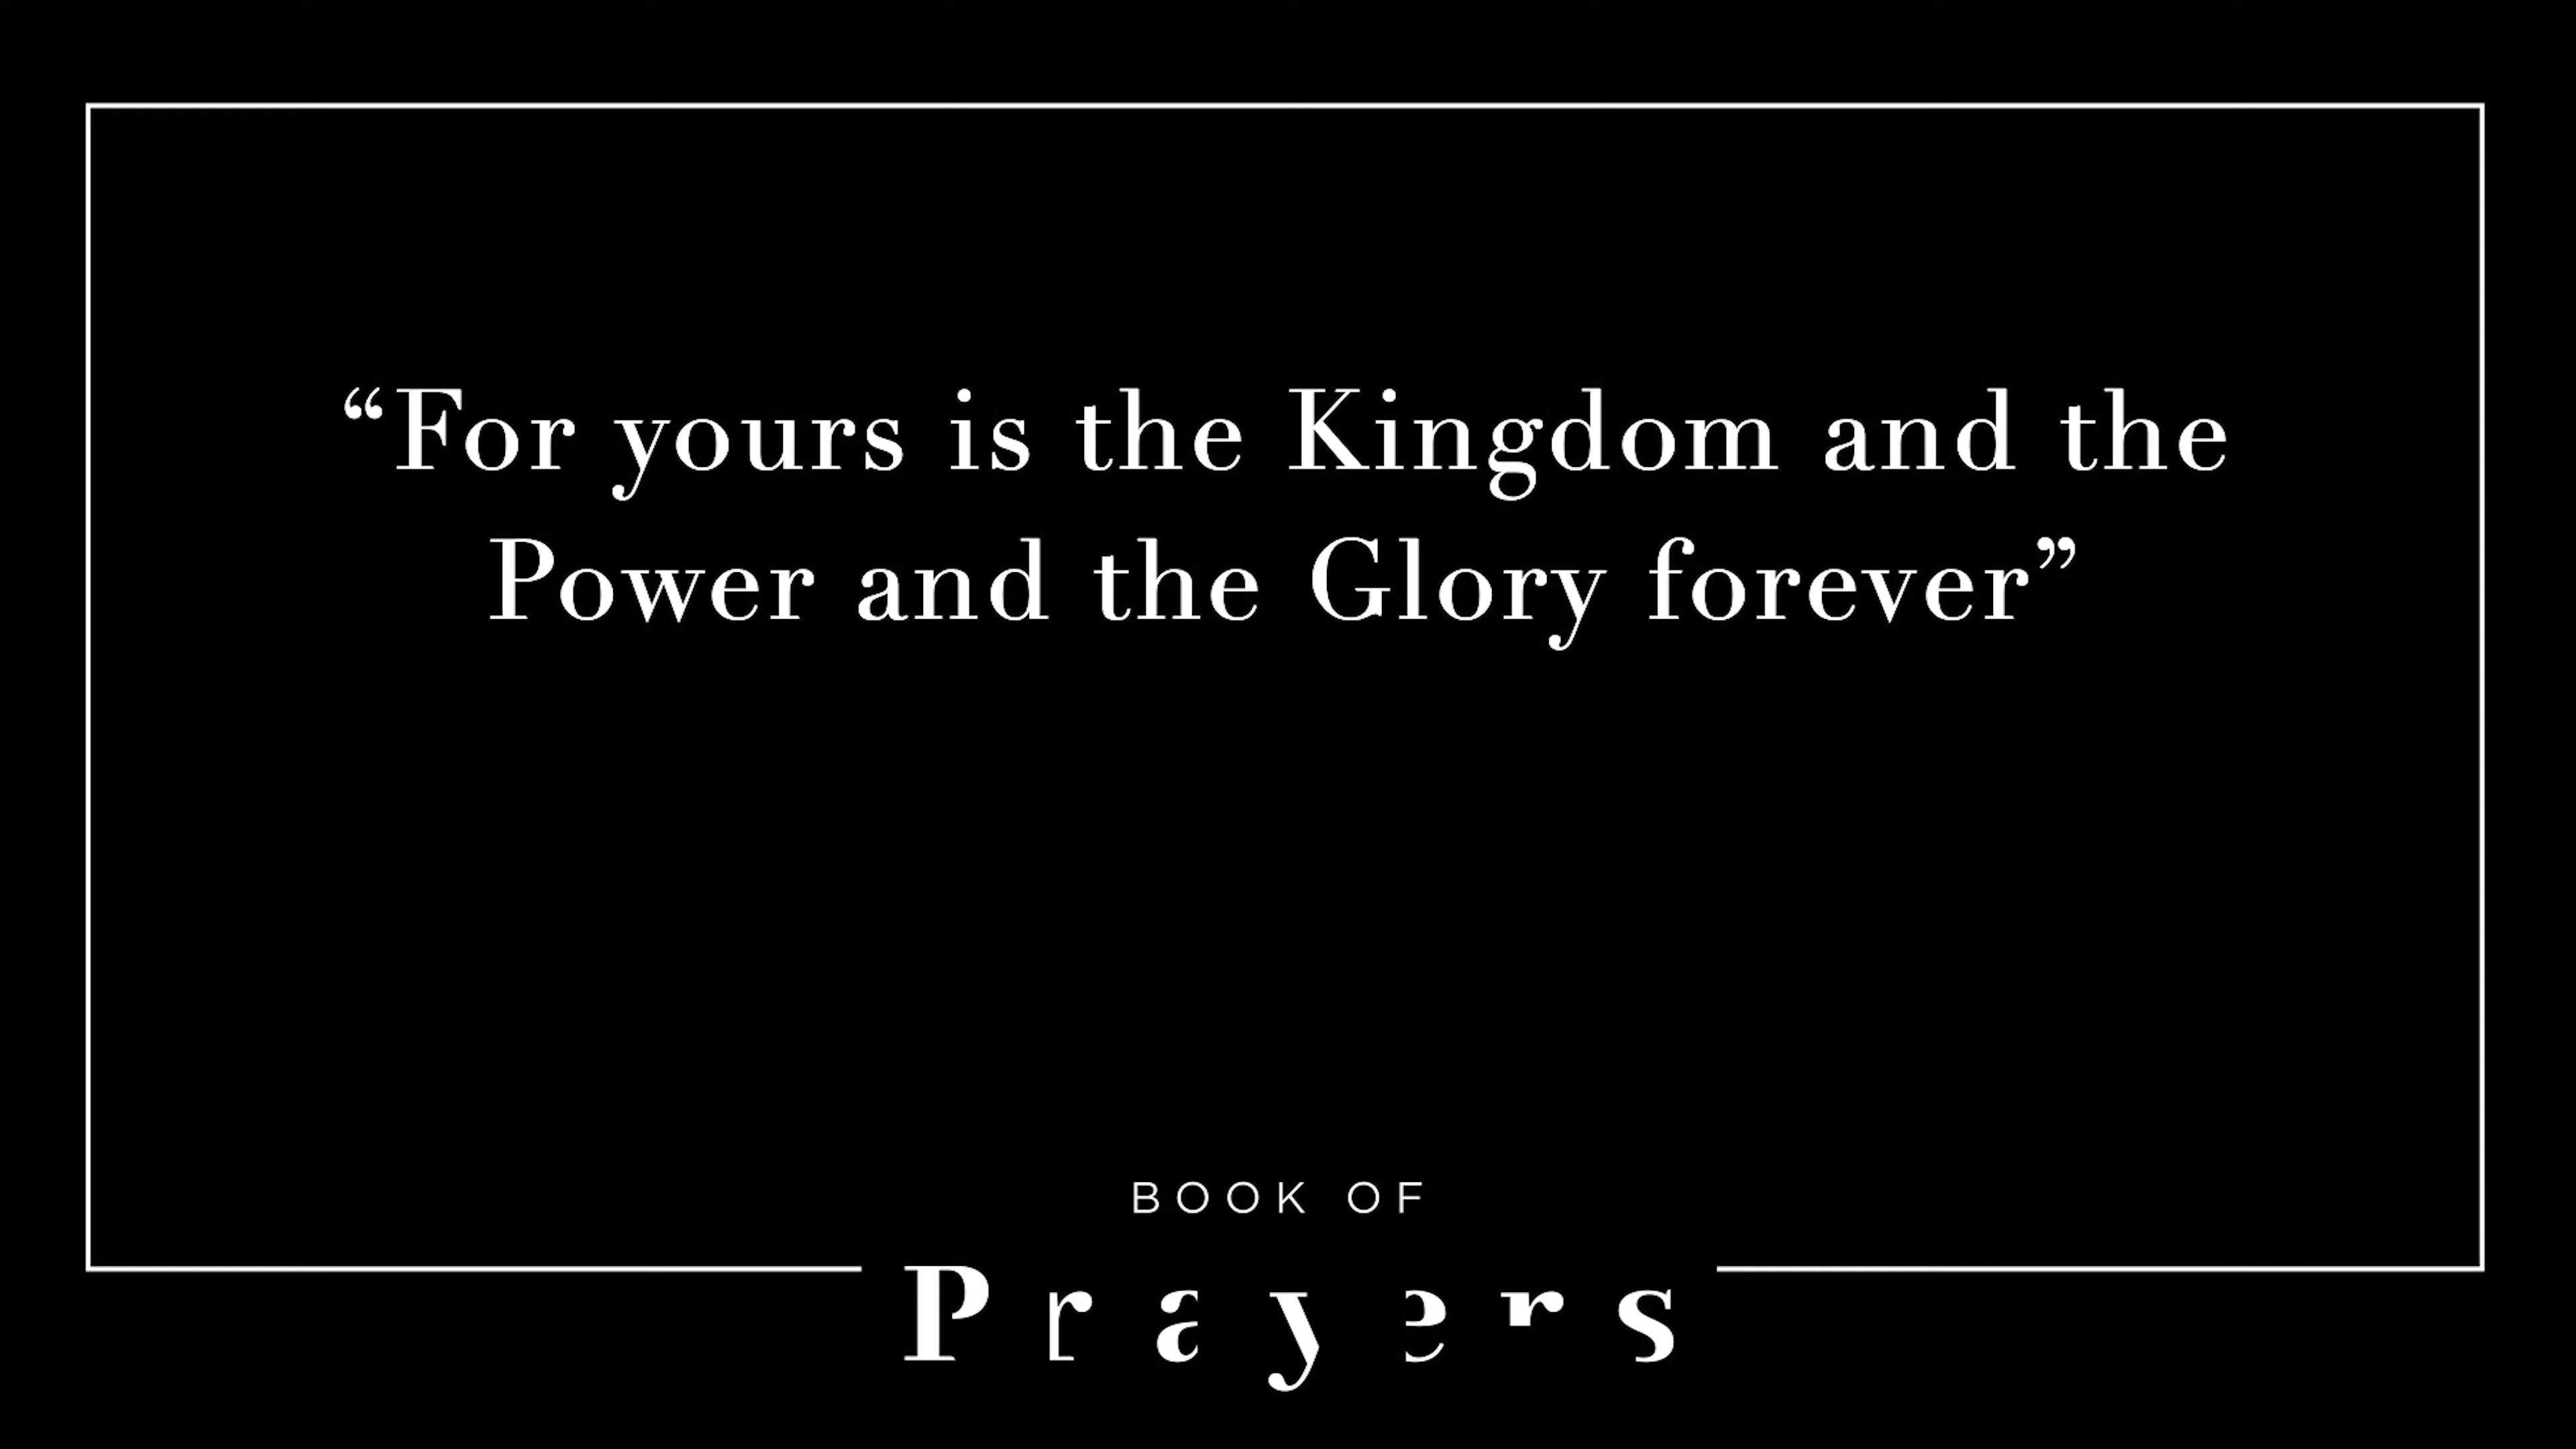 “For yours is the Kingdom and the
Power and the Glory forever”
BOOK OF
Prayers